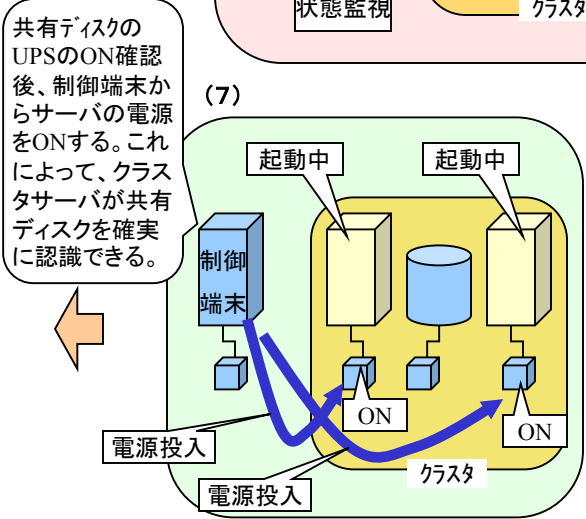 状態監視
クラスタ
共有ディスクの
UPSのON確認
後、制御端末か
らサーバの電源
をONする。これ
によって、クラス
タサーバが共有
ディスクを確実
に認識できる。
(7)
起動中
起動中
制御
端末
ON
ON
電源投入
クラスタ
電源投入